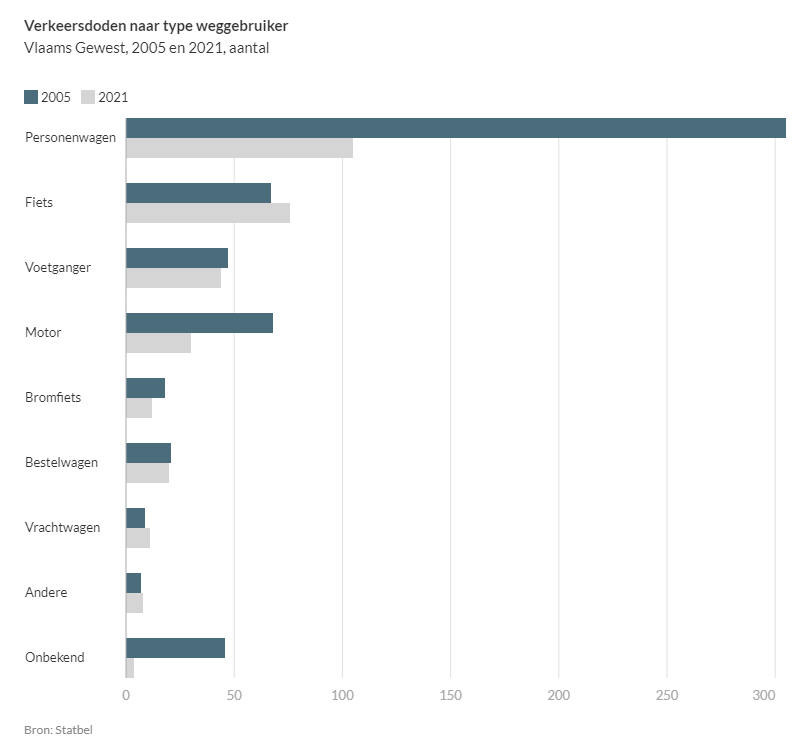 Verkeersdoden naar type weggebruiker
Vlaams Gewest, 2005 en 2021, aantal
2005 2021
Personenwagen
Fiets
Voetganger
Motor
Bromfiets
Bestelwagen
Vrachtwagen
Andere
Onbekend
0 50 100 150 200 250 300
Bron: Statbel